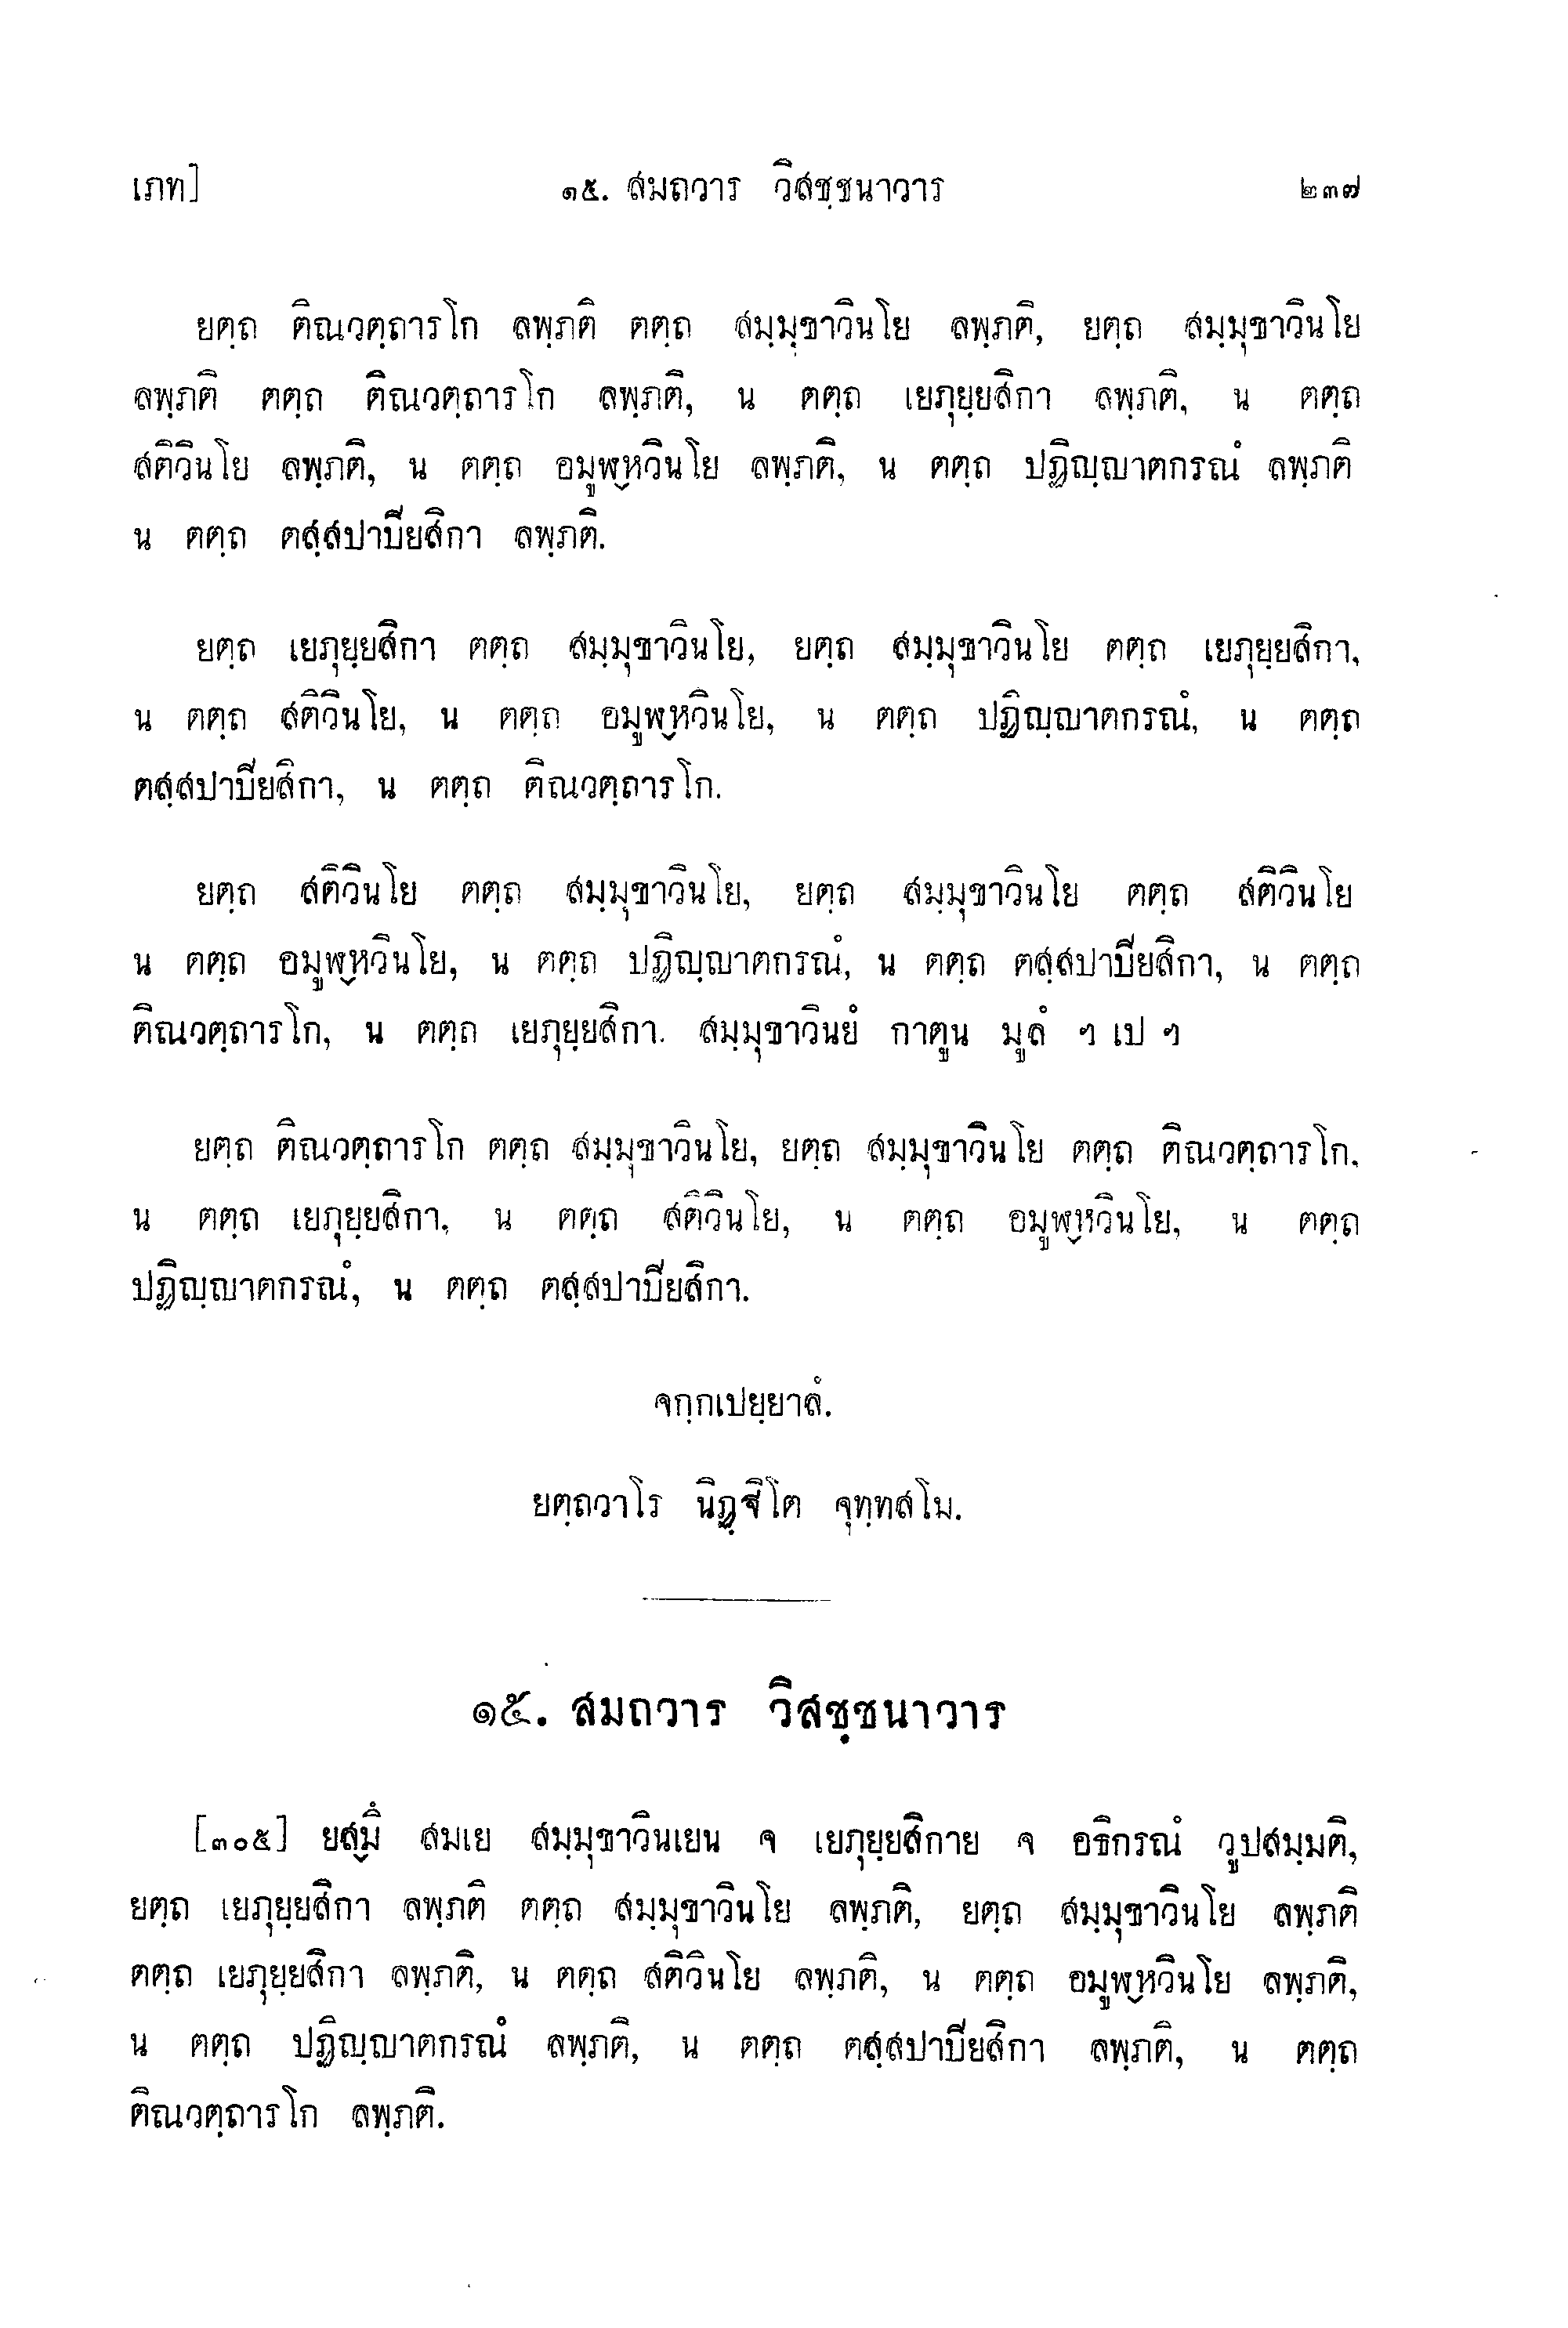 เภท] ๑๕. สมถวาร วิสชฺชนาวาร ๒๓๗
ยตฺถ ติณวตฺถารโก ลพฺภติ ตตฺถ สมฺมุขาวินโย ลพฺภติ, ยตฺถ สมฺมุขาวินโย
ลพฺภติ ตตฺถ ติณวตฺถารโก ลพฺภติ, น ตตฺถ เยภุยฺยสิกา ลพฺภติ, น ตตฺถ
สติวินโย ลพฺภติ, น ตตฺถ อมูฬฺหวินโย ลพฺภติ, น ตตฺถ ปฏิญฺญาตกรณํ ลพฺภติ
น ตตฺถ ตสฺสปาปิยสิกา ลพฺภติ.
ยตฺถ เยภุยฺยสิกา ตตฺถ สมฺมุขาวินโย, ยตฺถ สมฺมุขาวินโย ตตฺถ เยภุยฺยสิกา,
น ตตฺถ สติวินโย, น ตตฺถ อมูฬฺหวินโย, น ตตฺถ ปฏิญฺญาตกรณํ, น ตตฺถ
ตสฺสปาปิยสิกา, น ตตฺถ ติณวตฺถารโก.
ยตฺถ สติวินโย ตตฺถ สมฺมุขาวินโย, ยตฺถ สมฺมุขาวินโย ตตฺถ สติวินโย
น ตตฺถ อมูฬฺหวินโย, น ตตฺถ ปฏิญฺญาตกรณํ, น ตตฺถ ตสฺสปาปิยสิกา, น ตตฺถ
ติณวตฺถารโก, น ตตฺถ เยภุยฺยสิกา. สมฺมุขาวินยํ กาตูน มูลํ ฯ เป ฯ
ยตฺถ ติณวตฺถารโก ตตฺถ สมฺมุขาวินโย, ยตฺถ สมฺมุขาวินโย ตตฺถ ติณวตฺถารโก,
น ตตฺถ เยภุยฺยสิกา, น ตตฺถ สติวินโย, น ตตฺถ อมูฬฺหวินโย, น ตตฺถ
ปฏิญฺญาตกรณํ, น ตตฺถ ตสฺสปาปิยสิกา.
จกฺกเปยฺยาลํ.
ยตฺถวาโร นิฏฺฐิโต จุทฺทสโม.
๑๕. สมถวาร วิสชฺชนาวาร
[๓๐๕] ยสฺมึ สมเย สมฺมุขาวินเยน จ เยภุยฺยสิกาย จ อธิกรณํ วูปสมฺมติ,
ยตฺถ เยภุยฺยสิกา ลพฺภติ ตตฺถ สมฺมุขาวินโย ลพฺภติ, ยตฺถ สมฺมุขาวินโย ลพฺภติ
ตตฺถ เยภุยฺยสิกา ลพฺภติ, น ตตฺถ สติวินโย ลพฺภติ, น ตตฺถ อมูฬฺหวินโย ลพฺภติ,
น ตตฺถ ปฏิญฺญาตกรณํ ลพฺภติ, น ตตฺถ ตสฺสปาปิยสิกา ลพฺภติ, น ตตฺถ
ติณวตฺถารโก ลพฺภติ.